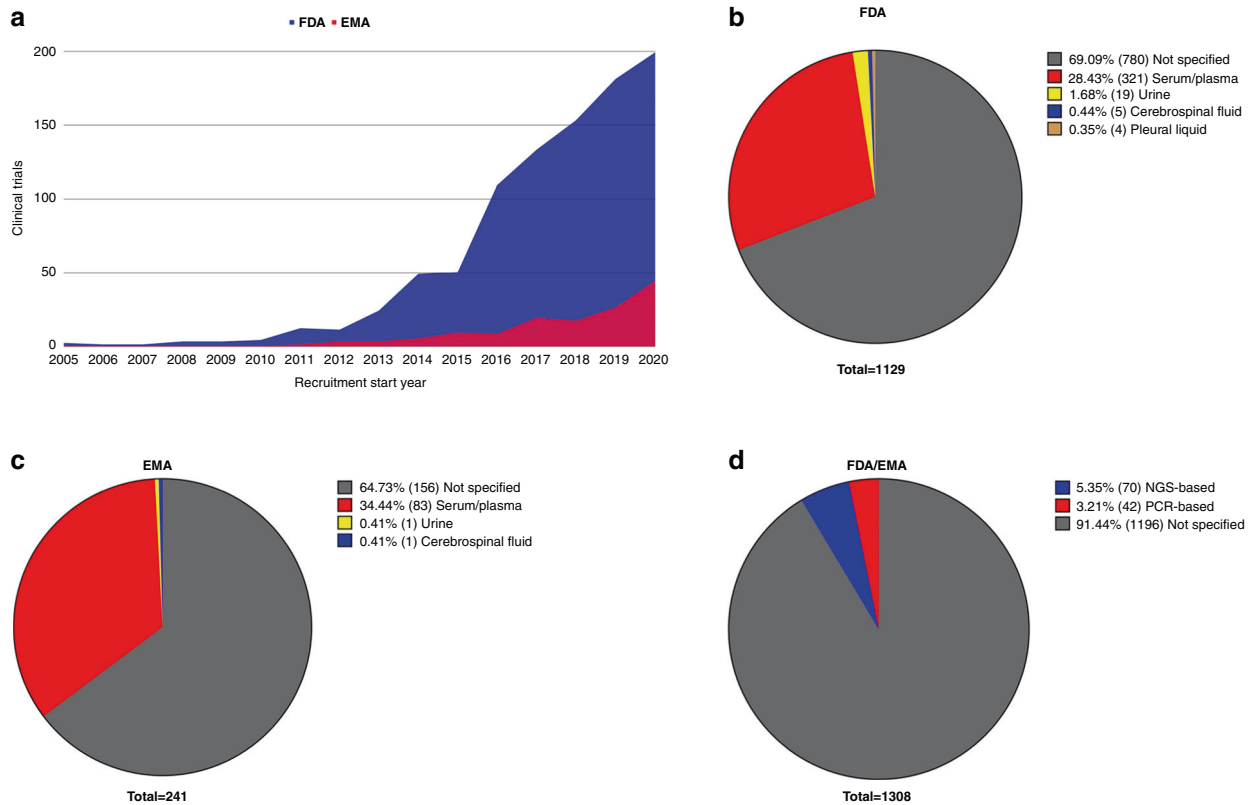 a
FDA EMA
200
150
100
50
0
Clinical trials
2005 2006 2007 2008 2009 2010 2011 2012 2013 2014 2015 2016 2017 2018 2019 2020
Recruitment start year
b
FDA
69.09% (780) Not specified
28.43% (321) Serum/plasma
1.68% (19) Urine
0.44% (5) Cerebrospinal fluid
0.35% (4) Pleural liquid
Total=1129
c
EMA
64.73% (156) Not specified
34.44% (83) Serum/plasma
0.41% (1) Urine
0.41% (1) Cerebrospinal fluid
Total=241
d
FDA/EMA
5.35% (70) NGS-based
3.21% (42) PCR-based
91.44% (1196) Not specified
Total=1308